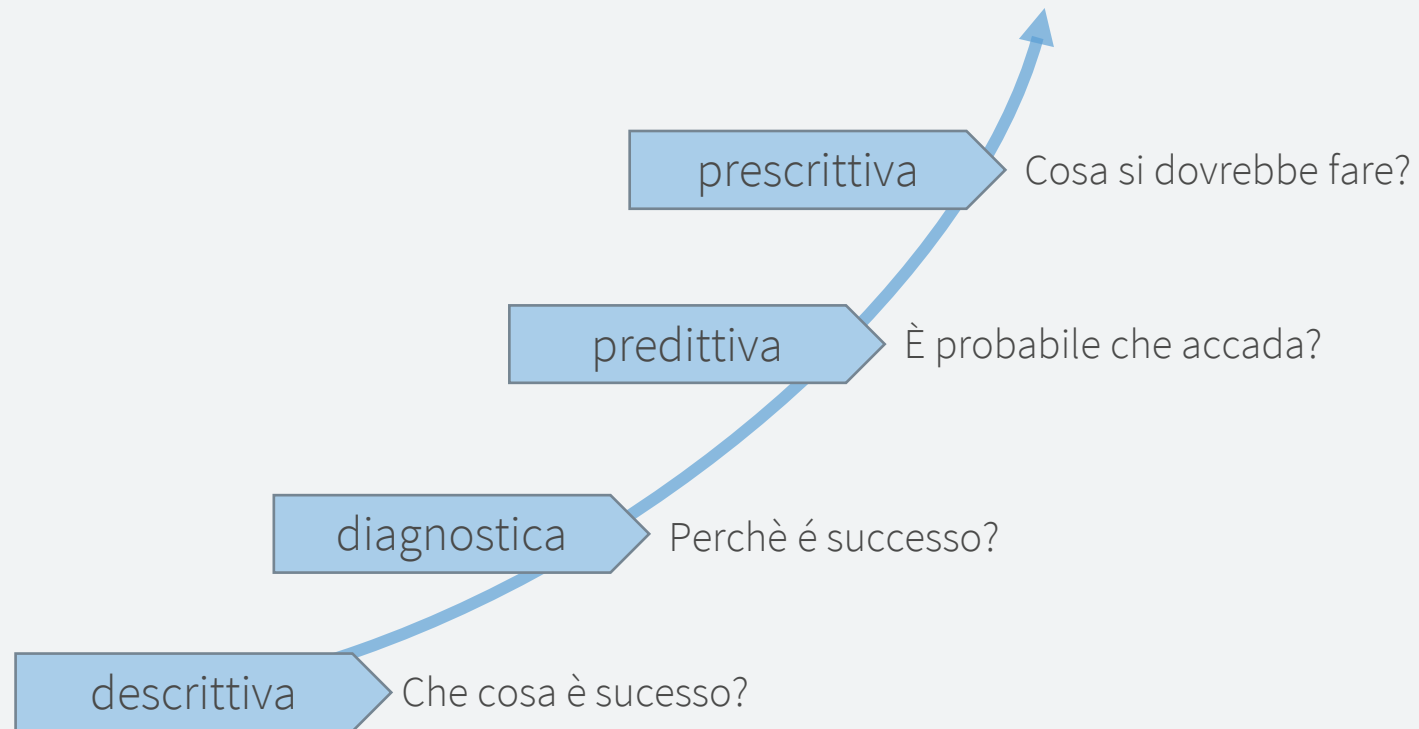 prescrittiva Cosa si dovrebbe fare?
predittiva È probabile che accada?
diagnostica Perchè é successo?
descrittiva Che cosa è sucesso?